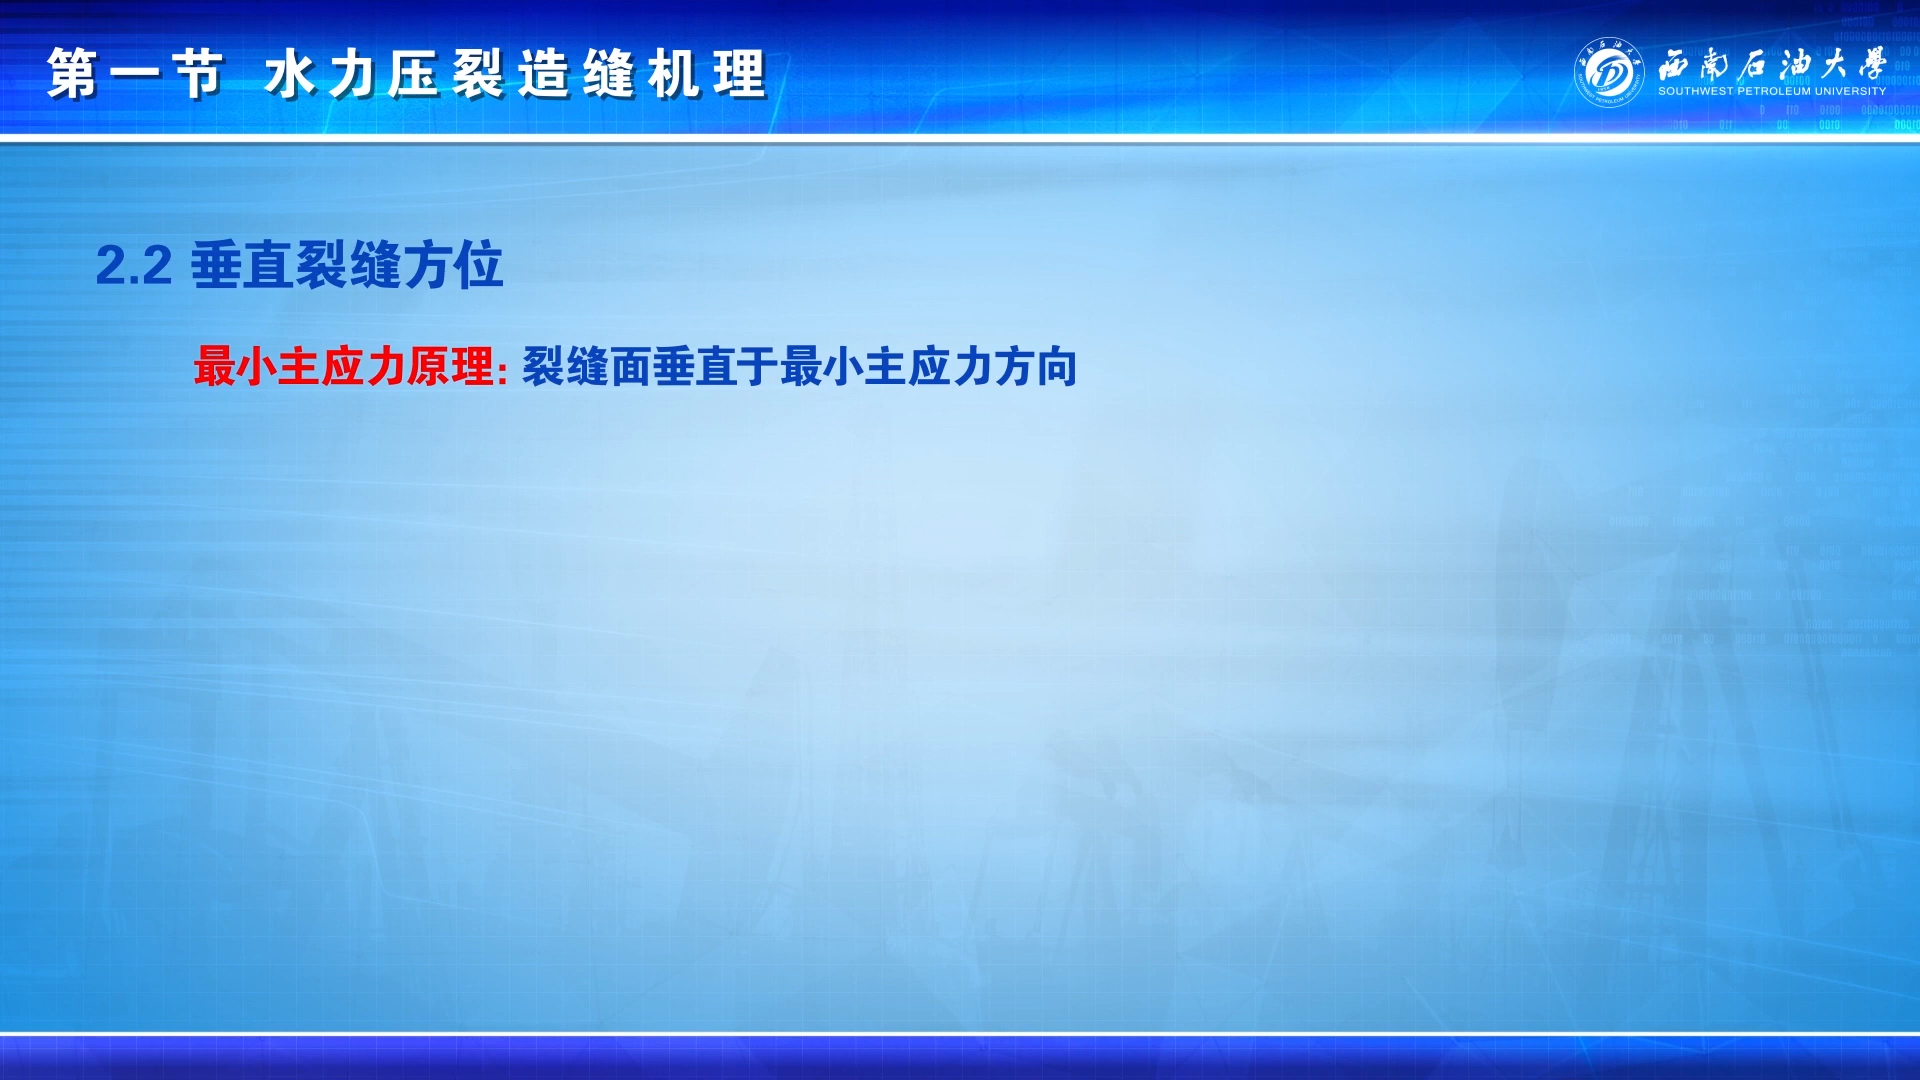 第一节 水力压裂造缝机理
西南石油大学
SOUTHWEST PETROLEUM UNIVERSITY
2.2 垂直裂缝方位
最小主应力原理：裂缝面垂直于最小主应力方向